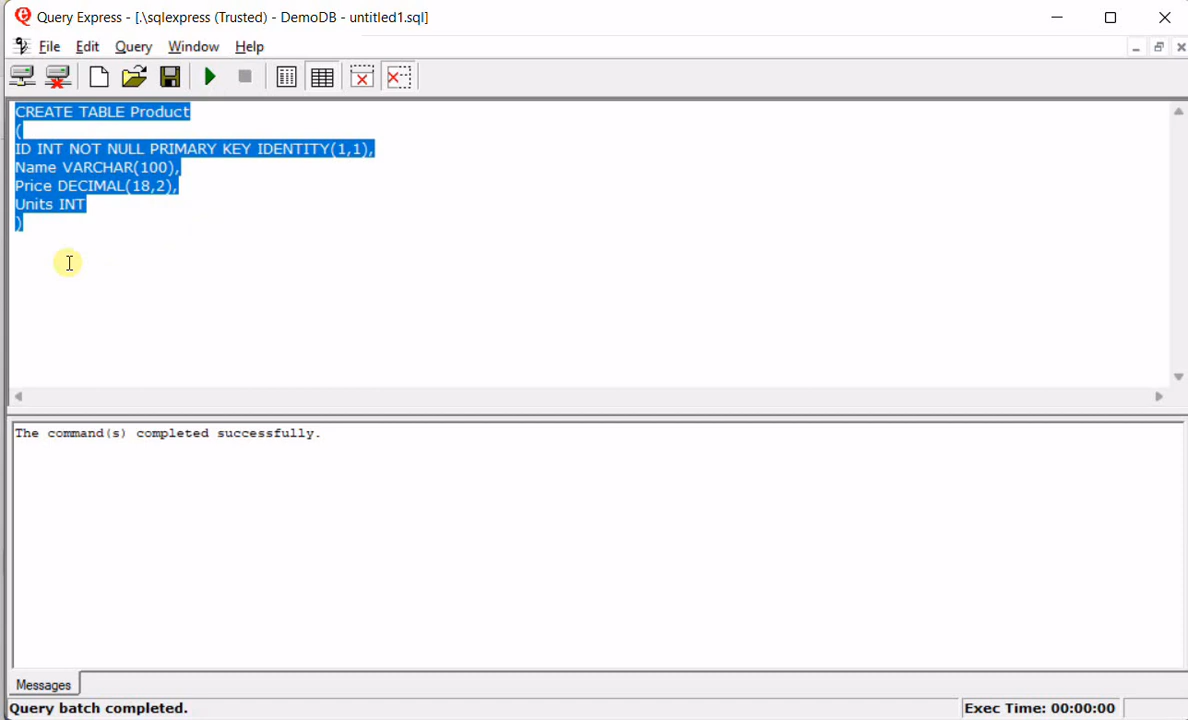 Query Express - [.\sqlexpress (Trusted) - DemoDB - untitled1.sql]
File Edit Query Window Help
CREATE TABLE Product
(
ID INT NOT NULL PRIMARY KEY IDENTITY(1,1),
Name VARCHAR(100),
Price DECIMAL(18,2),
Units INT
)
The command(s) completed successfully.
Messages
Query batch completed.
Exec Time: 00:00:00